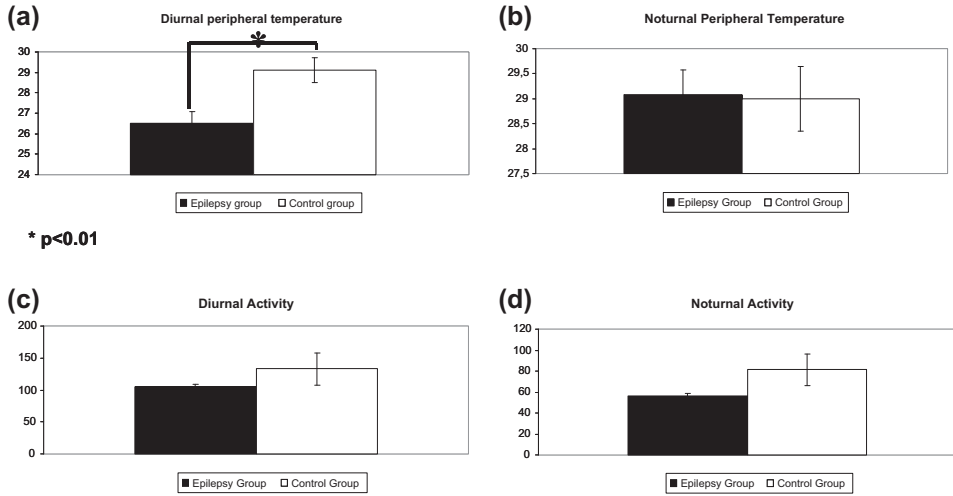 (a)
Diurnal peripheral temperature
*
30
29
28
27
26
25
24
Epilepsy group Control group
* p<0.01
(b)
Noturnal Peripheral Temperature
30
29,5
29
28,5
28
27,5
Epilepsy Group Control Group
(c)
Diurnal Activity
200
150
100
50
0
Epilepsy Group Control Group
(d)
Noturnal Activity
120
100
80
60
40
20
0
Epilepsy Group Control Group